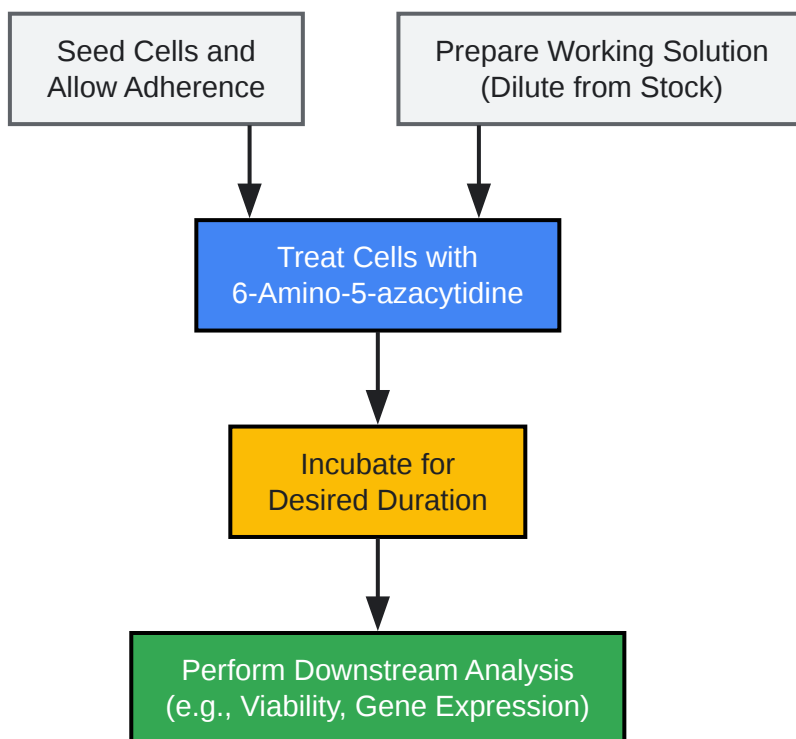 Seed Cells and
Allow Adherence
Prepare Working Solution
(Dilute from Stock)
Treat Cells with
6-Amino-5-azacytidine
Incubate for
Desired Duration
Perform Downstream Analysis
(e.g., Viability, Gene Expression)